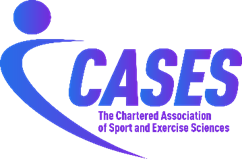 CASES
The Chartered Association
of Sport and Exercise Sciences